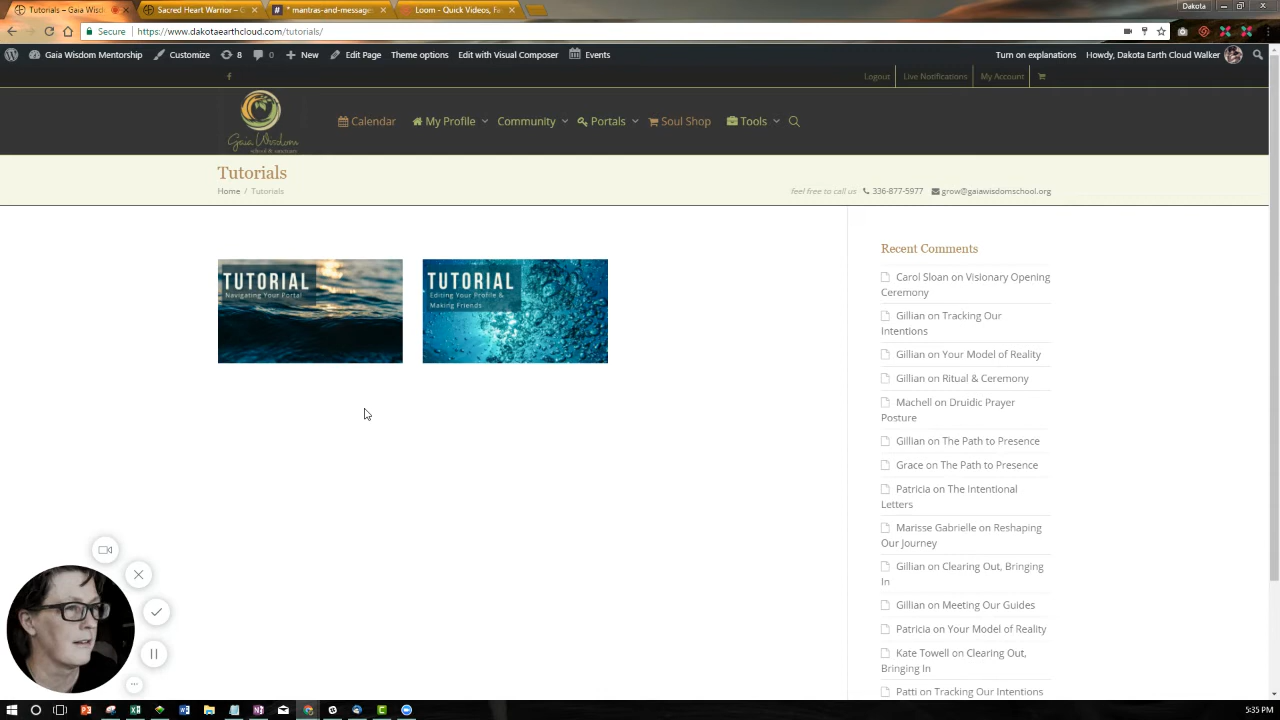 Tutorials – Gaia Wisd
Sacred Heart Warrior – G
* mantras-and-message
Loom - Quick Videos, F
Dakota
Secure
https://www.dakotaearthcloud.com/tutorials/
Gaia Wisdom Mentorship
Customize
8
0
New
Edit Page
Theme options
Edit with Visual Composer
Events
Turn on explanations
Howdy, Dakota Earth Cloud Walker
Logout
Live Notifications
My Account
Gaia Wisdom
school & sanctuary
Calendar
My Profile
Community
Portals
Soul Shop
Tools
Tutorials
Home / Tutorials
feel free to call us
336-877-5977
grow@gaiawisdomschool.org
TUTORIAL
Navigating Your Portal
TUTORIAL
Editing Your Profile &
Making Friends
Recent Comments
Carol Sloan on Visionary Opening
Ceremony
Gillian on Tracking Our
Intentions
Gillian on Your Model of Reality
Gillian on Ritual & Ceremony
Machell on Druidic Prayer
Posture
Gillian on The Path to Presence
Grace on The Path to Presence
Patricia on The Intentional
Letters
Marisse Gabrielle on Reshaping
Our Journey
Gillian on Clearing Out, Bringing
In
Gillian on Meeting Our Guides
Patricia on Your Model of Reality
Kate Towell on Clearing Out,
Bringing In
Patti on Tracking Our Intentions
5:35 PM